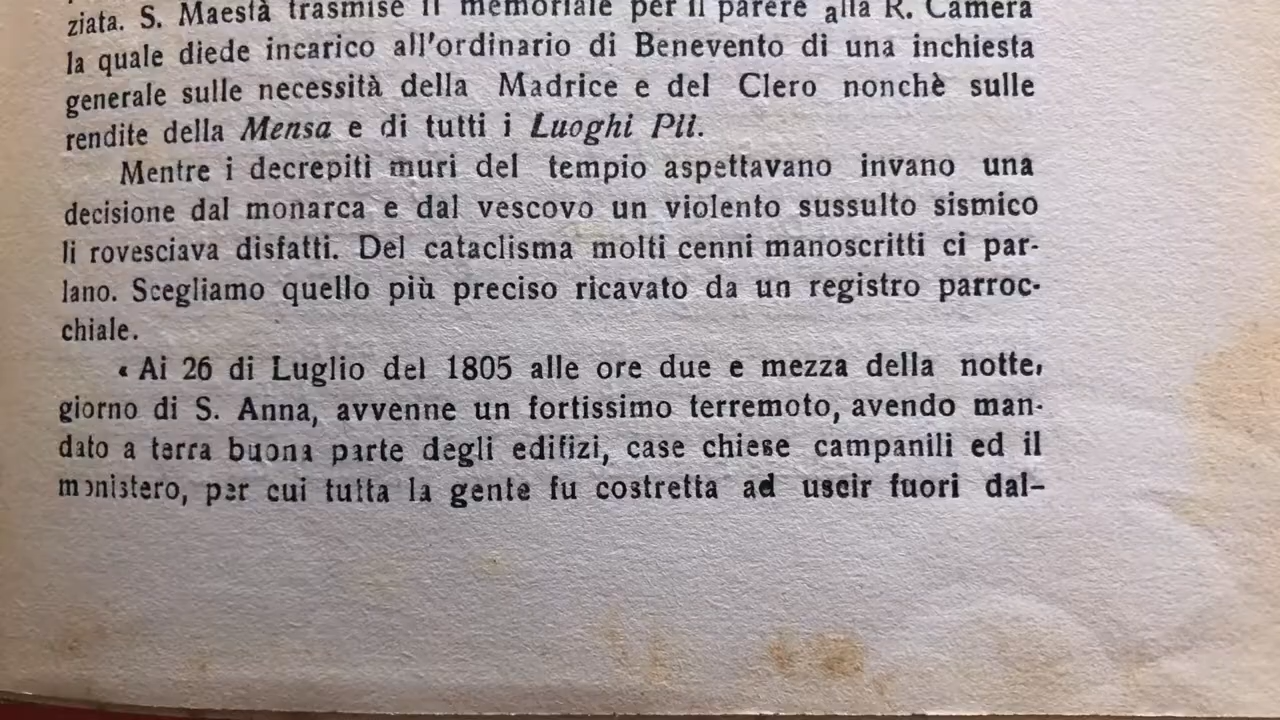 ziata. S. Maestà trasmise il memoriale per il parere alla R. Camera
la quale diede incarico all'ordinario di Benevento di una inchiesta
generale sulle necessità della Madrice e del Clero nonchè sulle
rendite della Mensa e di tutti i Luoghi Pii.
Mentre i decrepiti muri del tempio aspettavano invano una
decisione dal monarca e dal vescovo un violento sussulto sismico
li rovesciava disfatti. Del cataclisma molti cenni manoscritti ci par-
lano. Scegliamo quello più preciso ricavato da un registro parroc-
chiale.
« Ai 26 di Luglio del 1805 alle ore due e mezza della notte,
giorno di S. Anna, avvenne un fortissimo terremoto, avendo man-
dato a terra buona parte degli edifizi, case chiese campanili ed il
monistero, per cui tutta la gente fu costretta ad uscir fuori dal-